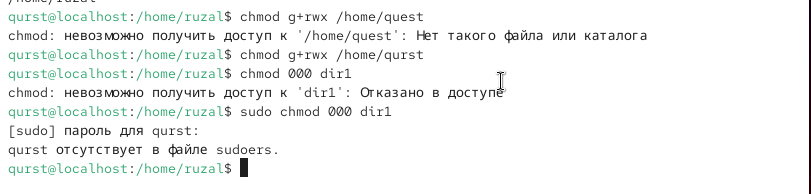 qurst@localhost:/home/ruzal$ chmod g+rwx /home/quest
chmod: невозможно получить доступ к '/home/quest': Нет такого файла или каталога
qurst@localhost:/home/ruzal$ chmod g+rwx /home/qurst
qurst@localhost:/home/ruzal$ chmod 000 dir1
chmod: невозможно получить доступ к 'dir1': Отказано в доступе
qurst@localhost:/home/ruzal$ sudo chmod 000 dir1
[sudo] пароль для qurst:
qurst отсутствует в файле sudoers.
qurst@localhost:/home/ruzal$